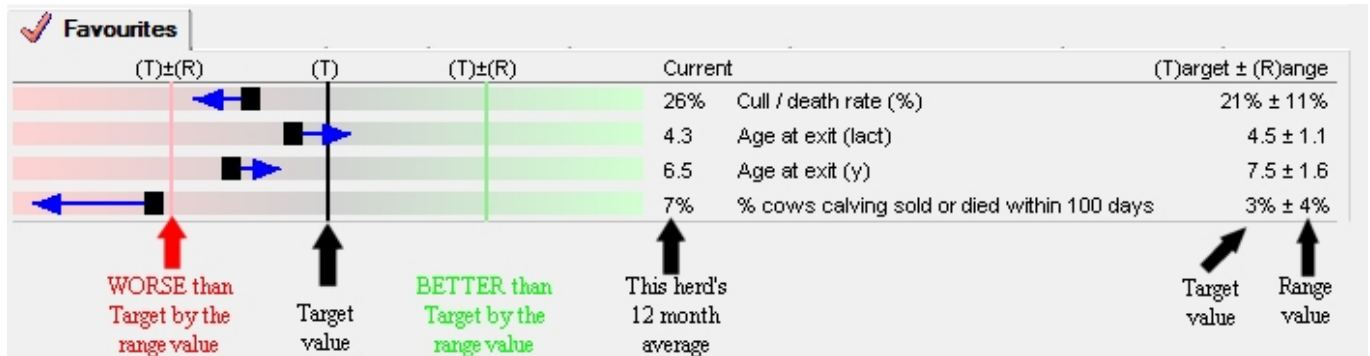 Favourites
(T)±(R) (T) (T)±(R) Current (T)arget ± (R)ange
26% Cull / death rate (%) 21% ± 11%
4.3 Age at exit (lact) 4.5 ± 1.1
6.5 Age at exit (y) 7.5 ± 1.6
7% % cows calving sold or died within 100 days 3% ± 4%
WORSE than
Target by the
range value
Target
value
BETTER than
Target by the
range value
This herd's
12 month
average
Target
value
Range
value